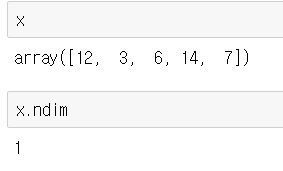 x
array([12,  3,  6, 14,  7])
x.ndim
1